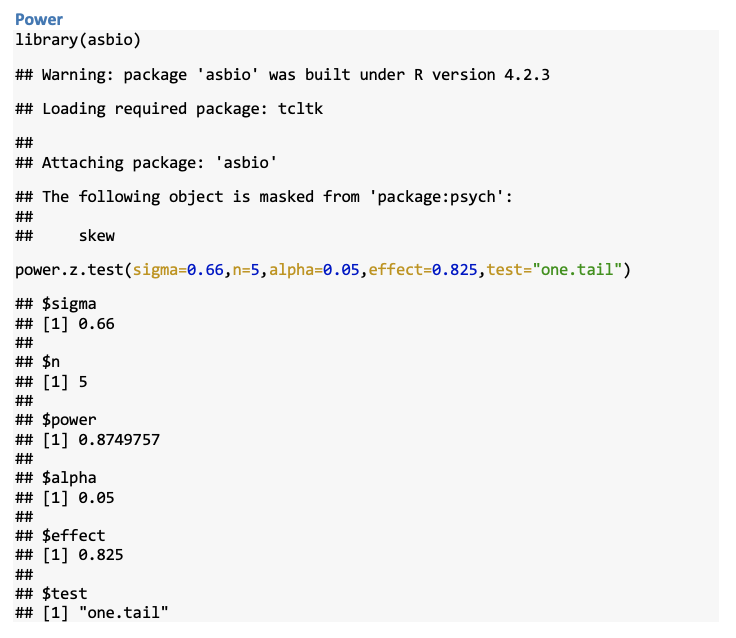 Power
library(asbio)
## Warning: package 'asbio' was built under R version 4.2.3
## Loading required package: tcltk
##
## Attaching package: 'asbio'
## The following object is masked from 'package:psych':
##
##     skew
power.z.test(sigma=0.66,n=5,alpha=0.05,effect=0.825,test="one.tail")
## $sigma
## [1] 0.66
##
## $n
## [1] 5
##
## $power
## [1] 0.8749757
##
## $alpha
## [1] 0.05
##
## $effect
## [1] 0.825
##
## $test
## [1] "one.tail"